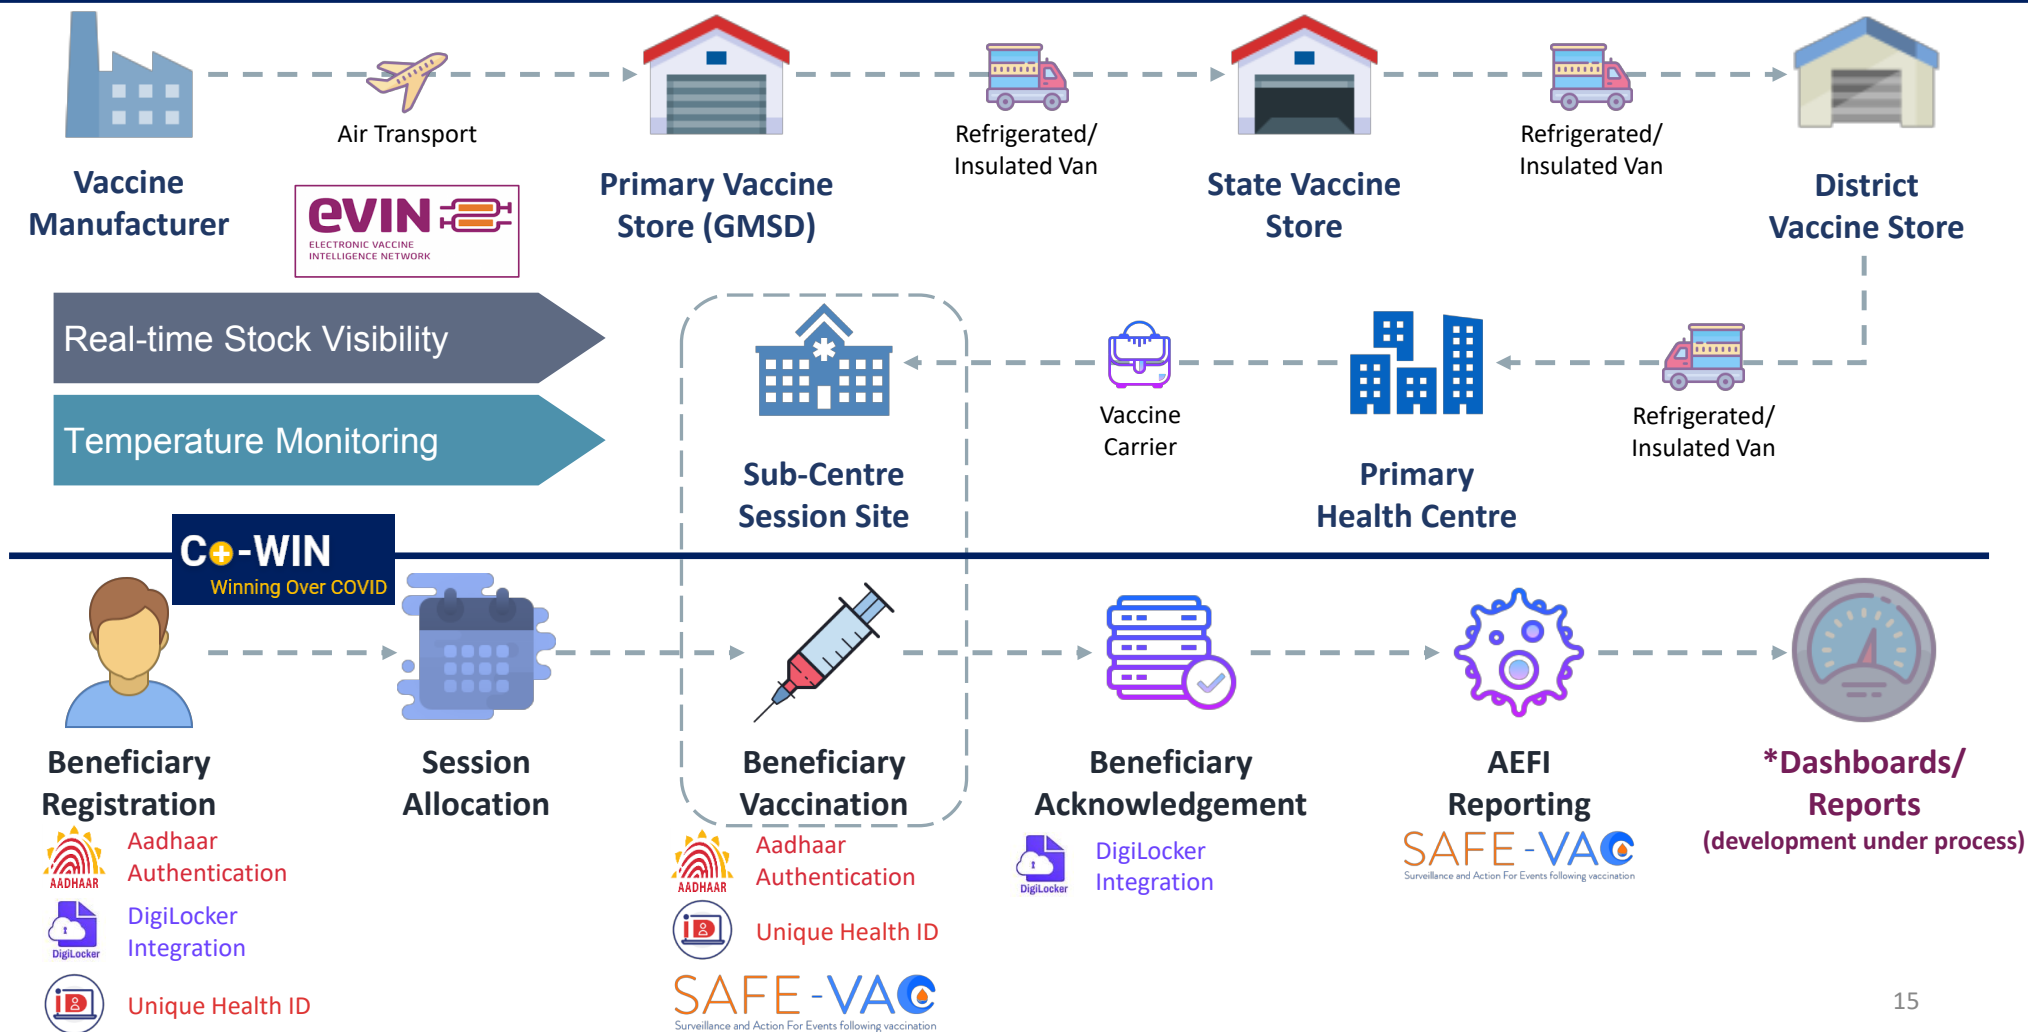 Air Transport
Refrigerated/
Insulated Van
Refrigerated/
Insulated Van
Vaccine
Manufacturer
Primary Vaccine
Store (GMSD)
State Vaccine
Store
District
Vaccine Store
eVIN
ELECTRONIC VACCINE
INTELLIGENCE NETWORK
Real-time Stock Visibility
Temperature Monitoring
Vaccine
Carrier
Refrigerated/
Insulated Van
Sub-Centre
Session Site
Primary
Health Centre
Co-WIN
Winning Over COVID
Beneficiary
Registration
Session
Allocation
Beneficiary
Vaccination
Beneficiary
Acknowledgement
AEFI
Reporting
*Dashboards/
Reports
(development under process)
AADHAAR
Aadhaar
Authentication
DigiLocker
DigiLocker
Integration
iD
Unique Health ID
AADHAAR
Aadhaar
Authentication
iD
Unique Health ID
SAFE-VAC
Surveillance and Action For Events following vaccination
DigiLocker
DigiLocker
Integration
SAFE-VAC
Surveillance and Action For Events following vaccination
15